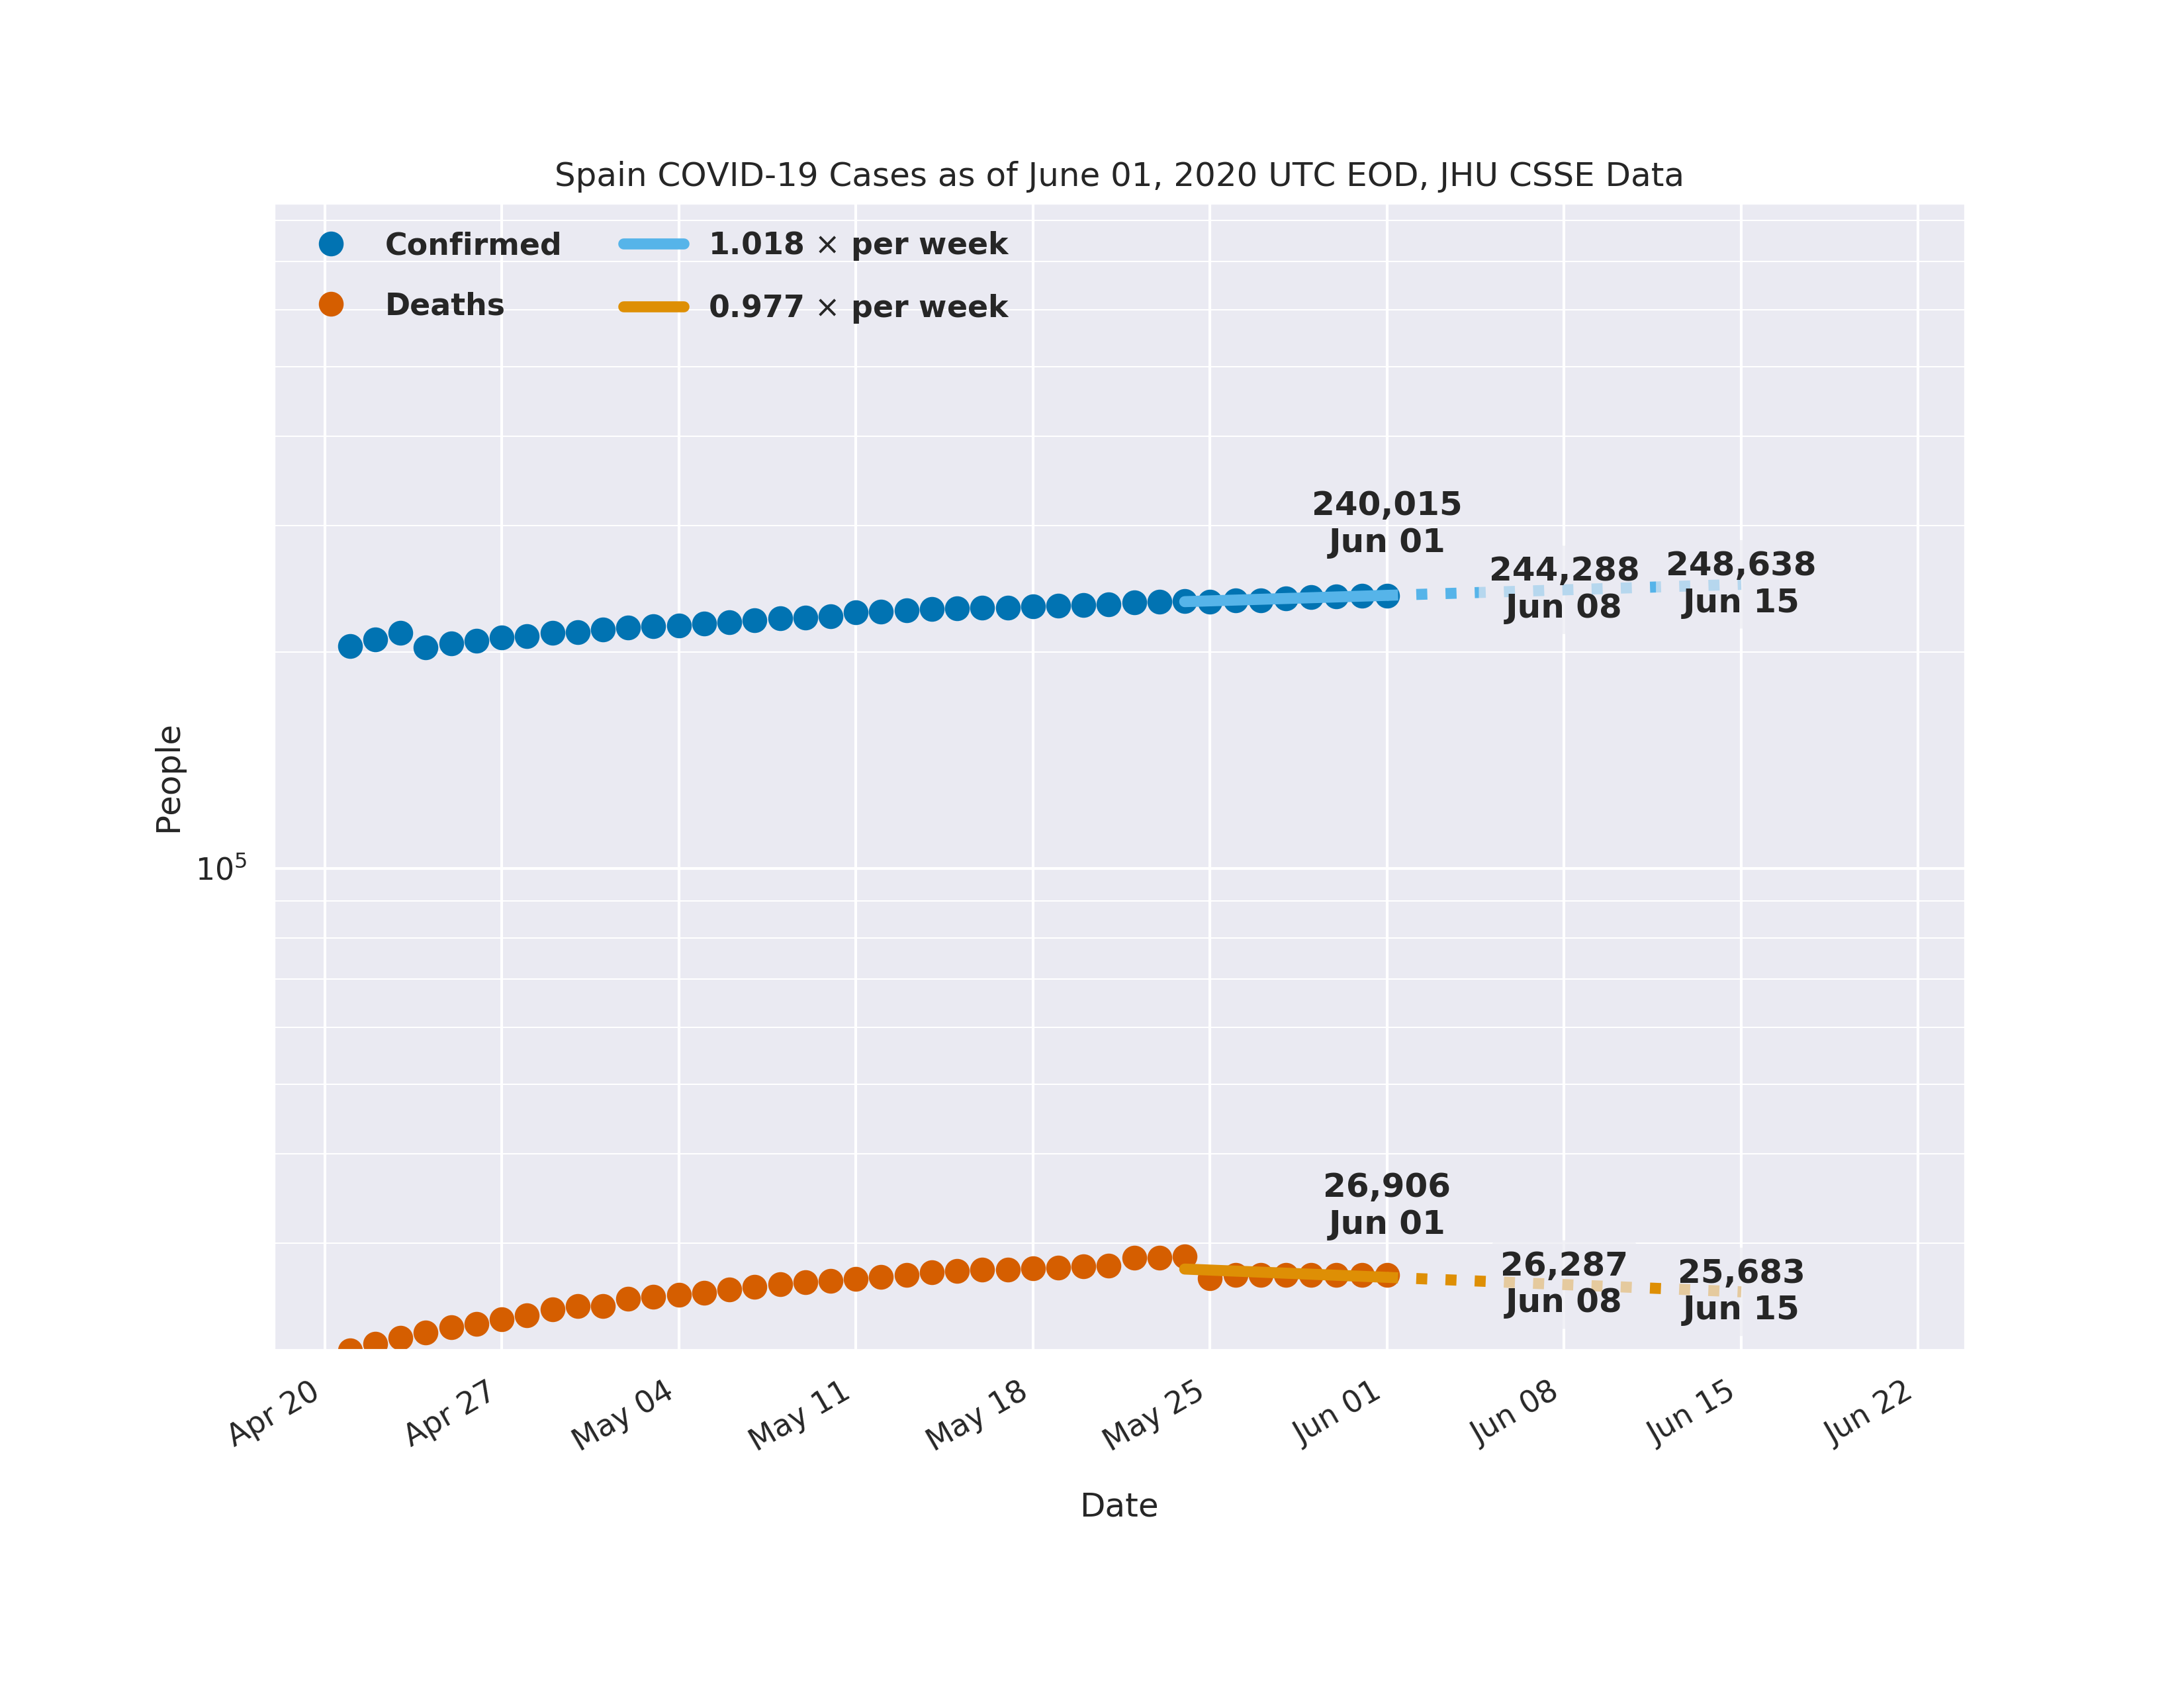 Spain COVID-19 Cases as of June 01, 2020 UTC EOD, JHU CSSE Data
Confirmed
Deaths
1.018 × per week
0.977 × per week
240,015
Jun 01
244,288
Jun 08
248,638
Jun 15
People
10⁵
26,906
Jun 01
26,287
Jun 08
25,683
Jun 15
Apr 20
Apr 27
May 04
May 11
May 18
May 25
Jun 01
Jun 08
Jun 15
Jun 22
Date